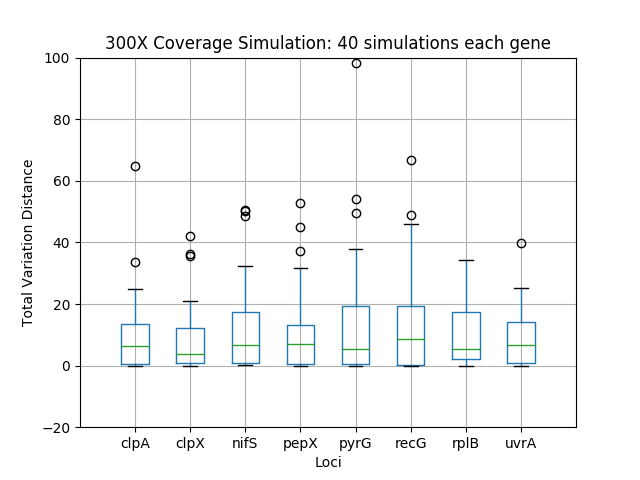 300X Coverage Simulation: 40 simulations each gene
100
80
60
40
20
0
−20
Total Variation Distance
clpA clpX nifS pepX pyrG recG rplB uvrA
Loci